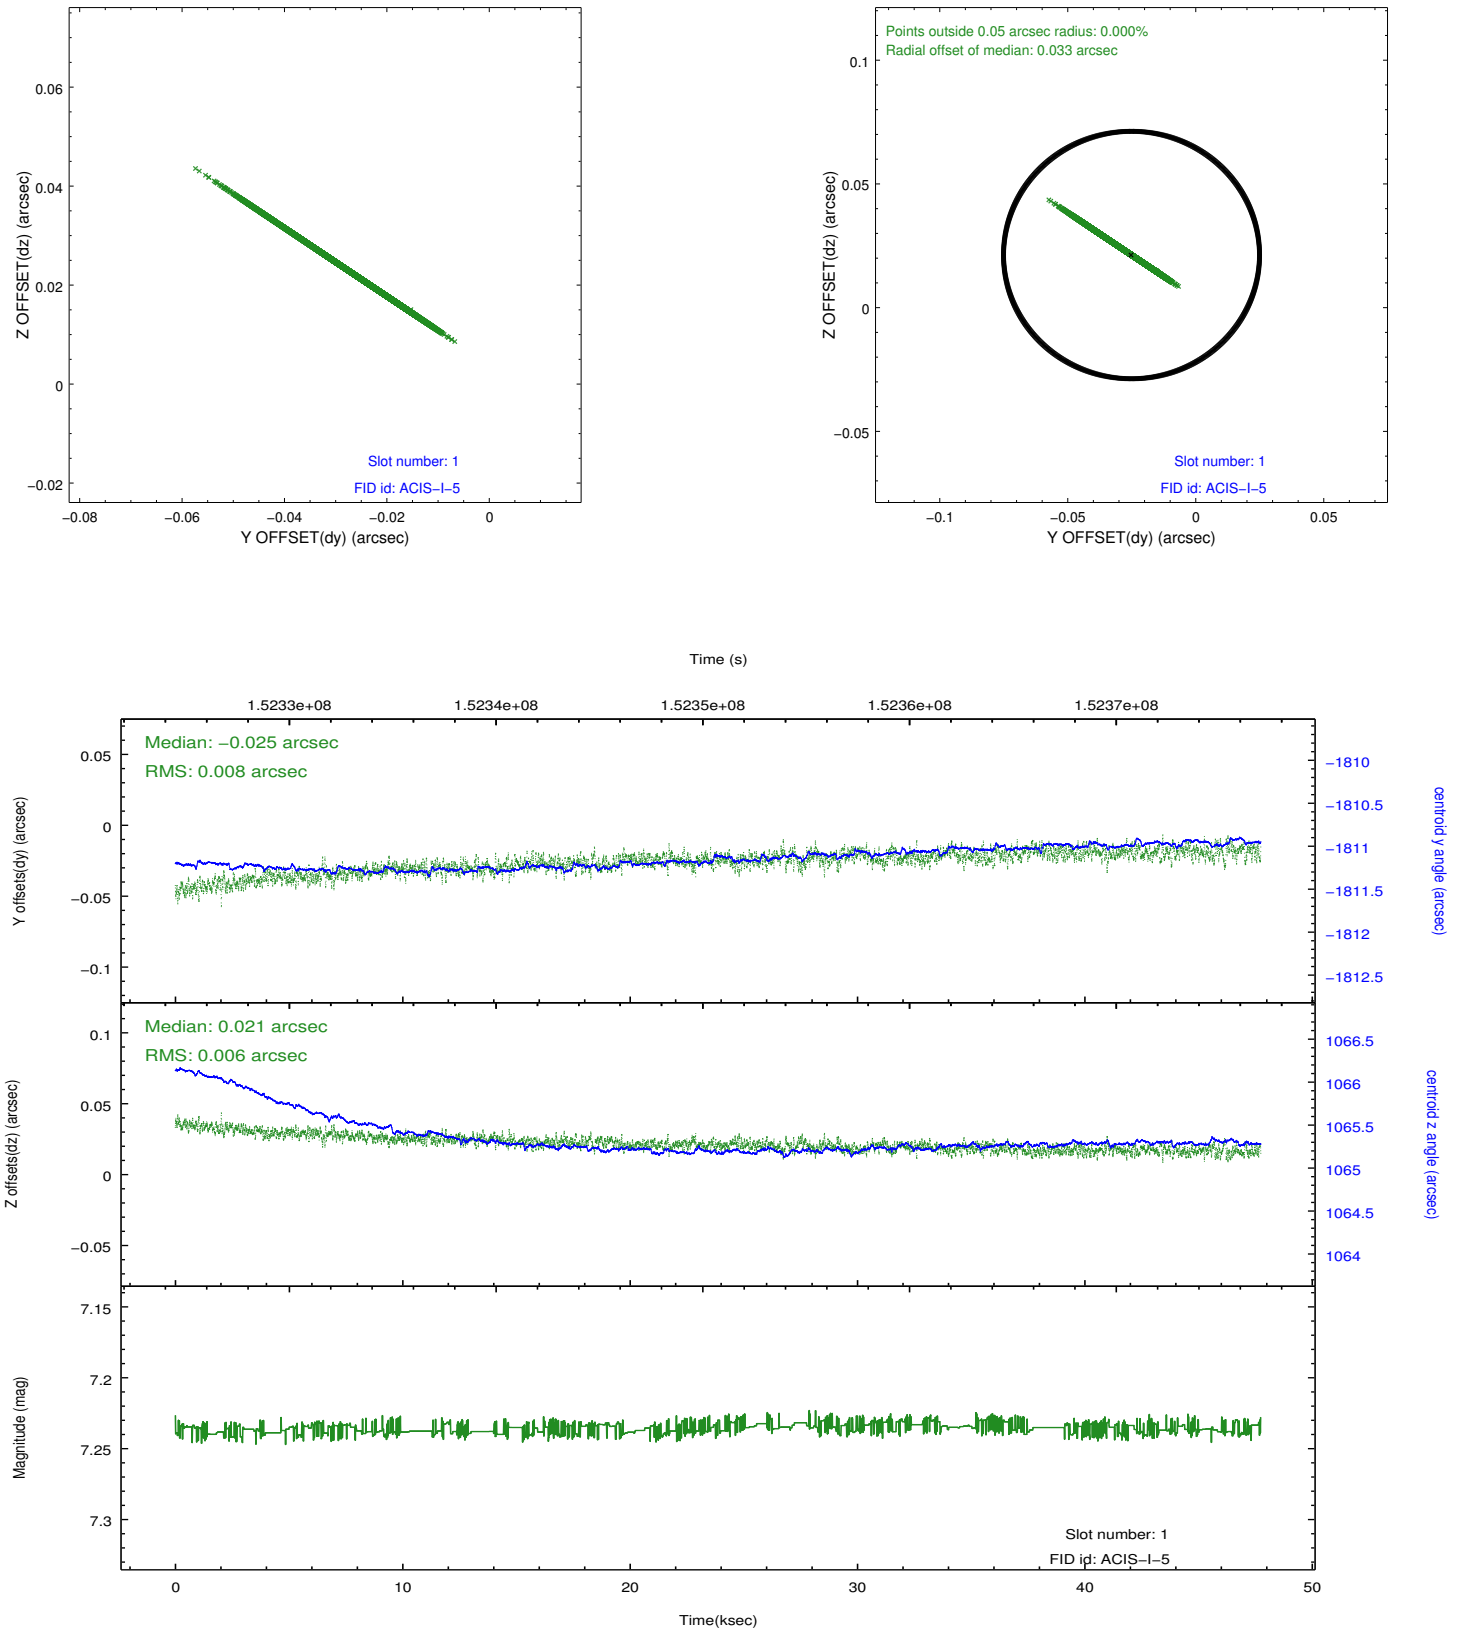 0.06
0.04
0.02
0
−0.02
Z OFFSET(dz) (arcsec)
Slot number: 1
FID id: ACIS−I−5
−0.08 −0.06 −0.04 −0.02 0
Y OFFSET(dy) (arcsec)
Points outside 0.05 arcsec radius: 0.000%
Radial offset of median: 0.033 arcsec
0.1
0.05
0
−0.05
Z OFFSET(dz) (arcsec)
Slot number: 1
FID id: ACIS−I−5
−0.1 −0.05 0 0.05
Y OFFSET(dy) (arcsec)
Time (s)
1.5233e+08 1.5234e+08 1.5235e+08 1.5236e+08 1.5237e+08
Median: −0.025 arcsec
RMS: 0.008 arcsec
0.05
0
−0.05
−0.1
Y offsets(dy) (arcsec)
−1810
−1810.5
−1811
−1811.5
−1812
−1812.5
centroid y angle (arcsec)
Median: 0.021 arcsec
RMS: 0.006 arcsec
0.1
0.05
0
−0.05
Z offsets(dz) (arcsec)
1066.5
1066
1065.5
1065
1064.5
1064
centroid z angle (arcsec)
7.15
7.2
7.25
7.3
Magnitude (mag)
Slot number: 1
FID id: ACIS−I−5
0 10 20 30 40 50
Time(ksec)